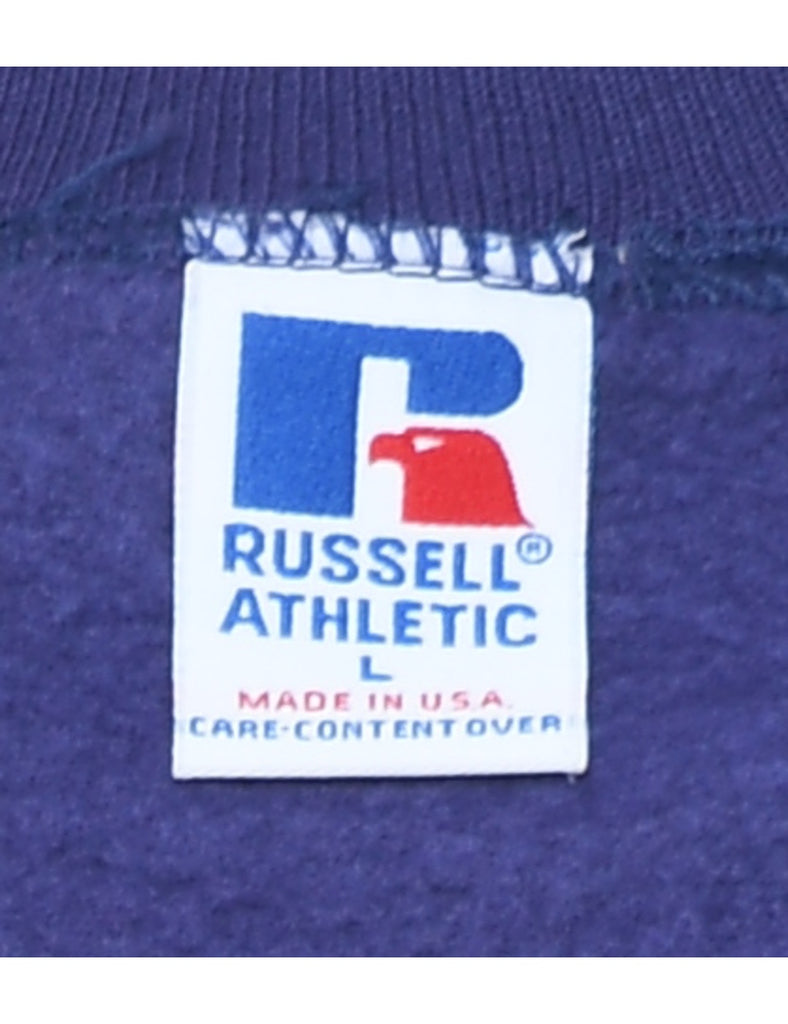 RUSSELL®
ATHLETIC
L
MADE IN U.S.A.
CARE-CONTENT OVER